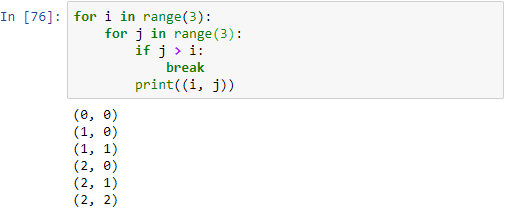 In [76]: for i in range(3):
    for j in range(3):
        if j > i:
            break
        print((i, j))
(0, 0)
(1, 0)
(1, 1)
(2, 0)
(2, 1)
(2, 2)